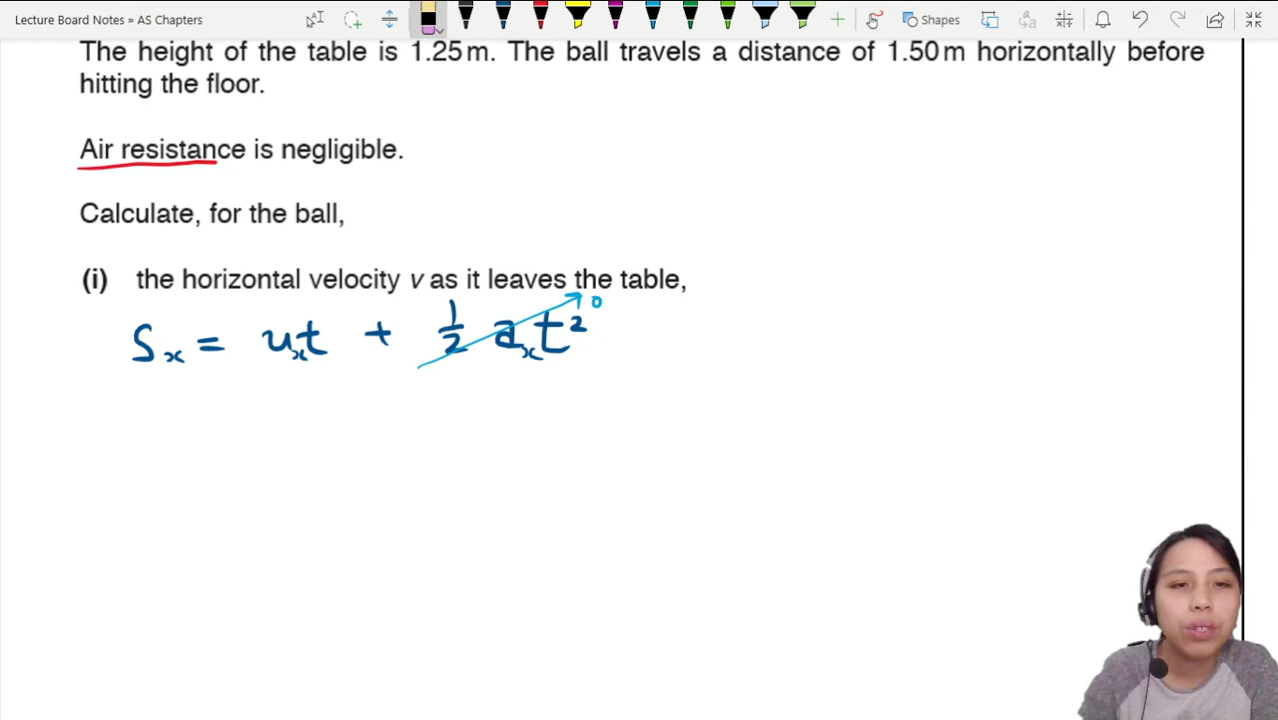 Lecture Board Notes » AS Chapters
Shapes
The height of the table is 1.25 m. The ball travels a distance of 1.50 m horizontally before
hitting the floor.
Air resistance is negligible.
Calculate, for the ball,
(i) the horizontal velocity v as it leaves the table,
Sₓ = uₓt + ½ aₓt² 0